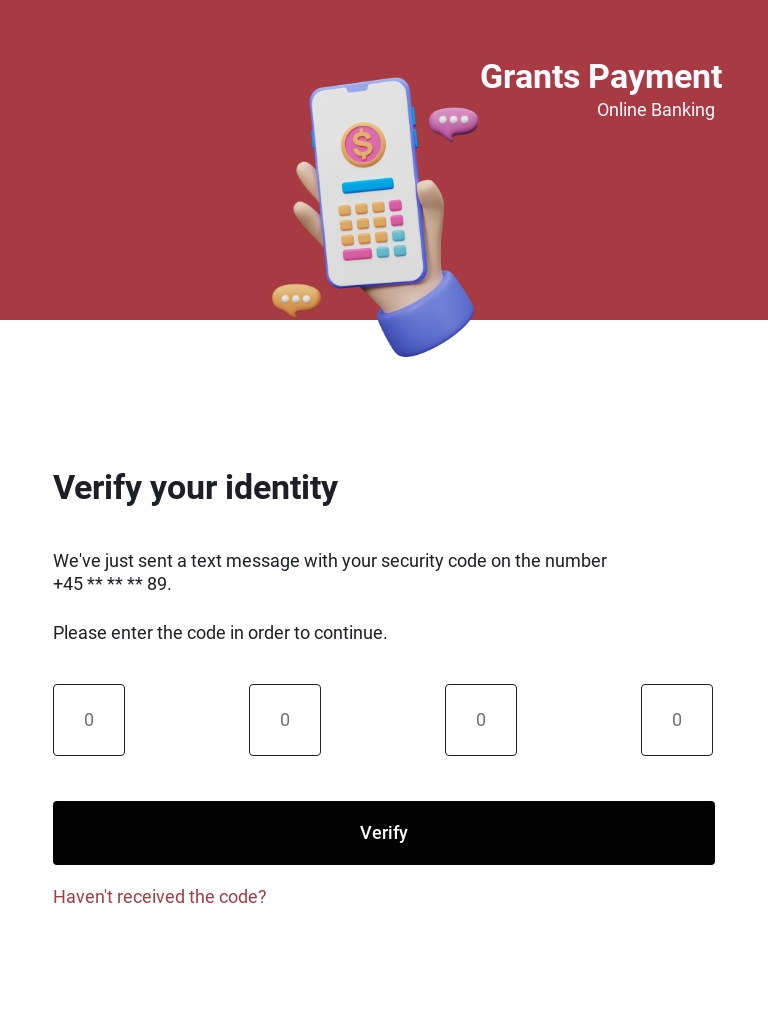 Grants Payment
Online Banking
$
Verify your identity
We've just sent a text message with your security code on the number
+45 ** ** ** 89.
Please enter the code in order to continue.
0 0 0 0
Verify
Haven't received the code?